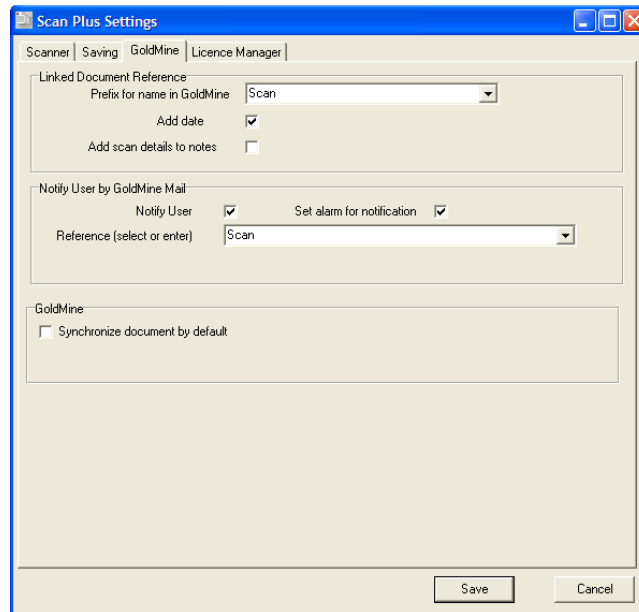 Scan Plus Settings
Scanner Saving GoldMine Licence Manager
Linked Document Reference
Prefix for name in GoldMine Scan
Add date
Add scan details to notes
Notify User by GoldMine Mail
Notify User Set alarm for notification
Reference (select or enter) Scan
GoldMine
Synchronize document by default
Save Cancel